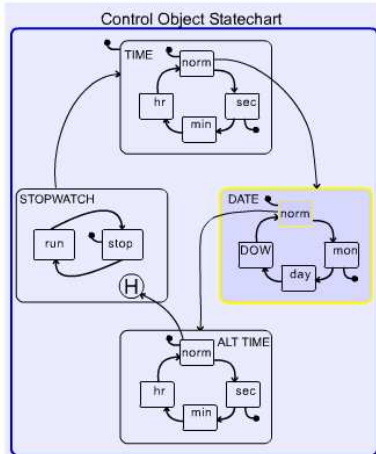 Control Object Statechart
TIME
norm
hr
sec
min
STOPWATCH
run
stop
H
DATE
norm
DOW
mon
day
ALT TIME
norm
hr
sec
min